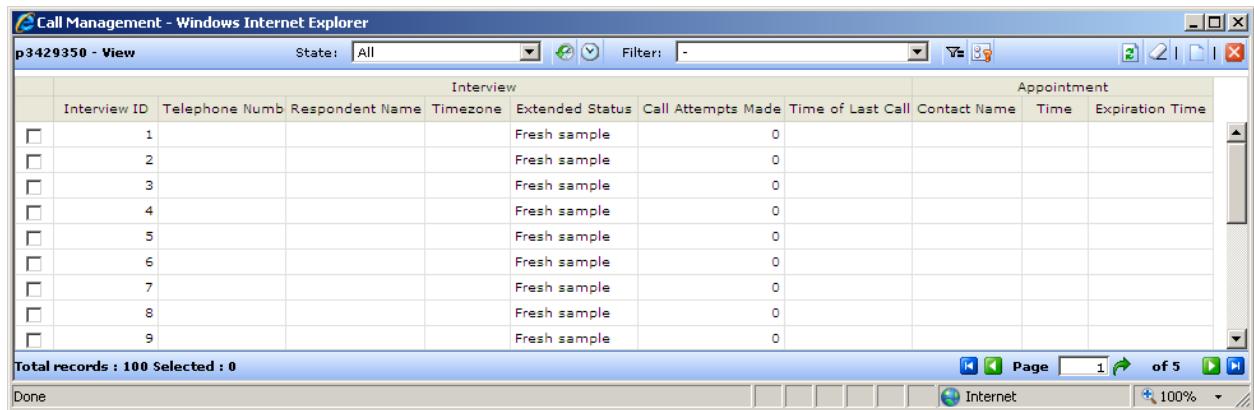 Call Management - Windows Internet Explorer
p3429350 - View State: All Filter: -
Interview Appointment
Interview ID Telephone Numb Respondent Name Timezone Extended Status Call Attempts Made Time of Last Call Contact Name Time Expiration Time
1 Fresh sample 0
2 Fresh sample 0
3 Fresh sample 0
4 Fresh sample 0
5 Fresh sample 0
6 Fresh sample 0
7 Fresh sample 0
8 Fresh sample 0
9 Fresh sample 0
Total records : 100 Selected : 0 Page 1 of 5
Done Internet 100%